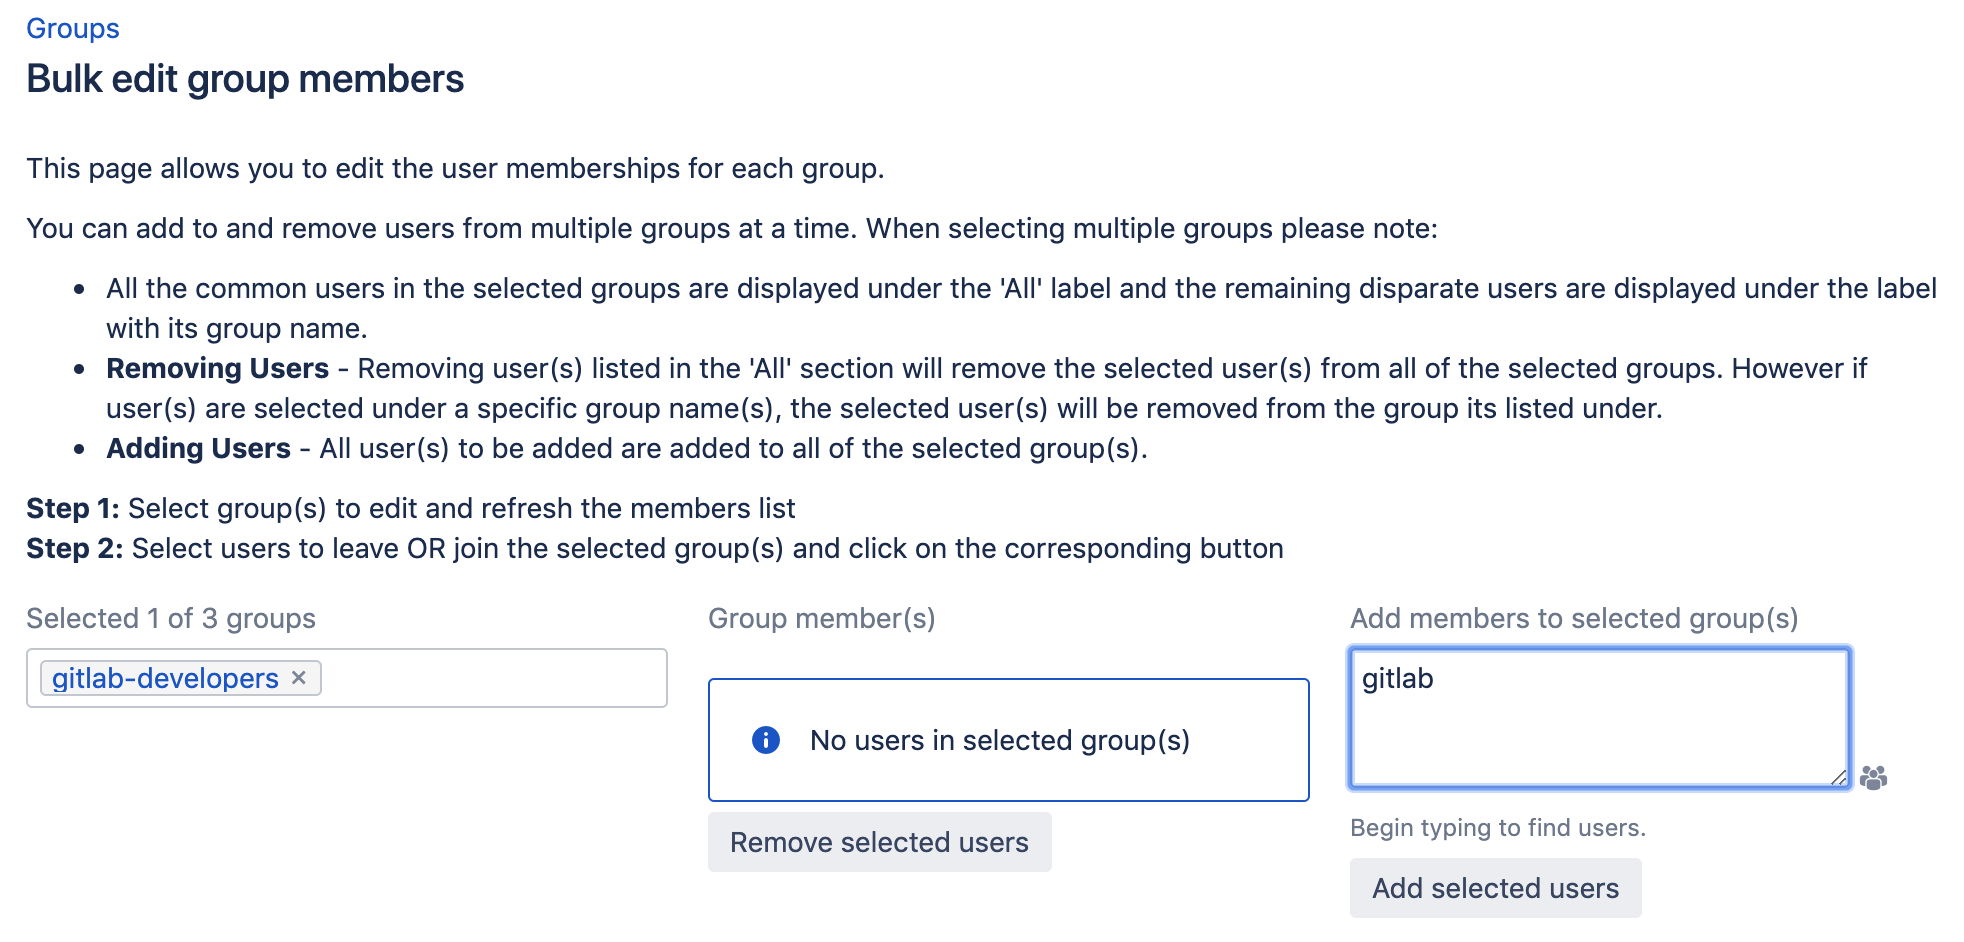 Groups
Bulk edit group members
This page allows you to edit the user memberships for each group.
You can add to and remove users from multiple groups at a time. When selecting multiple groups please note:
• All the common users in the selected groups are displayed under the 'All' label and the remaining disparate users are displayed under the label
with its group name.
• Removing Users - Removing user(s) listed in the 'All' section will remove the selected user(s) from all of the selected groups. However if
user(s) are selected under a specific group name(s), the selected user(s) will be removed from the group its listed under.
• Adding Users - All user(s) to be added are added to all of the selected group(s).
Step 1: Select group(s) to edit and refresh the members list
Step 2: Select users to leave OR join the selected group(s) and click on the corresponding button
Selected 1 of 3 groups
gitlab-developers ×
Group member(s)
No users in selected group(s)
Remove selected users
Add members to selected group(s)
gitlab
Begin typing to find users.
Add selected users